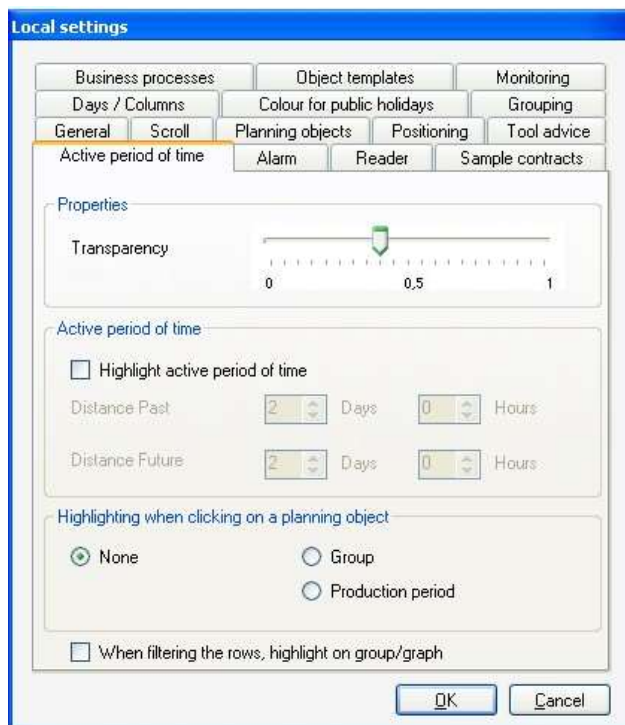 Local settings
Business processes Object templates Monitoring
Days / Columns Colour for public holidays Grouping
General Scroll Planning objects Positioning Tool advice
Active period of time Alarm Reader Sample contracts
Properties
Transparency
0 0,5 1
Active period of time
Highlight active period of time
Distance Past 2 Days 0 Hours
Distance Future 2 Days 0 Hours
Highlighting when clicking on a planning object
None Group
Production period
When filtering the rows, highlight on group/graph
OK Cancel